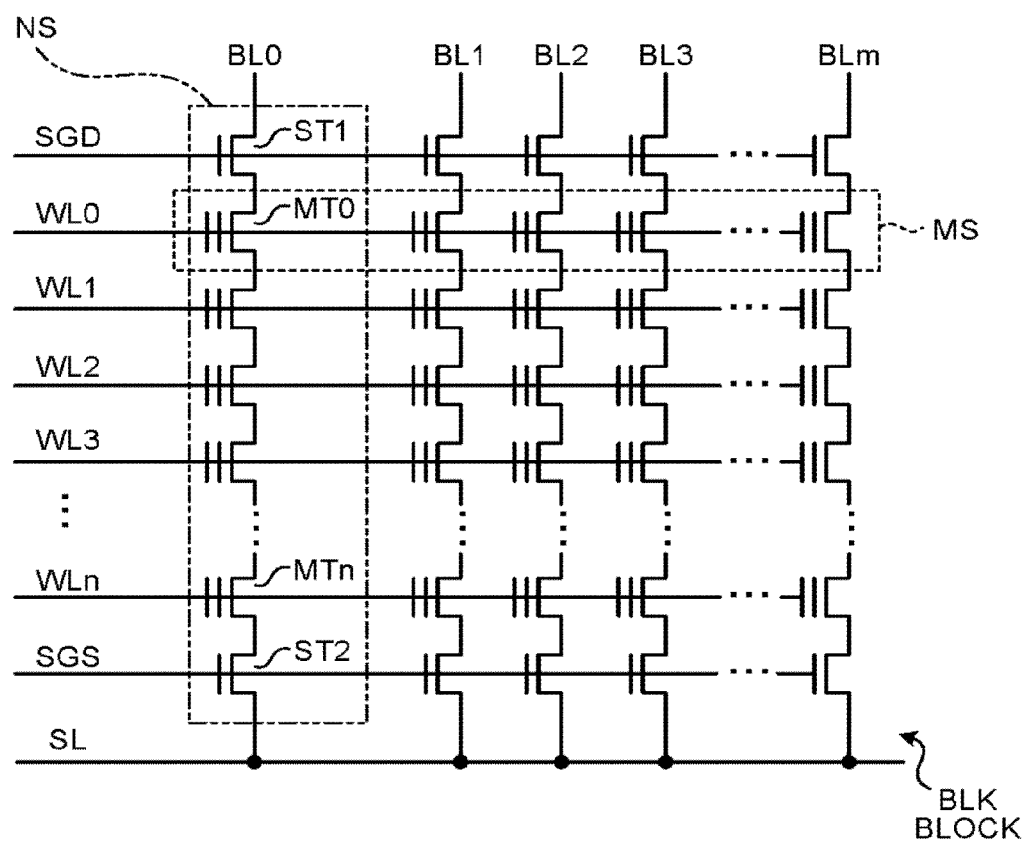 NS
BL0 BL1 BL2 BL3 BLm
SGD ST1
WL0 MT0 MS
WL1
WL2
WL3
WLn MTn
SGS ST2
SL
BLK
BLOCK